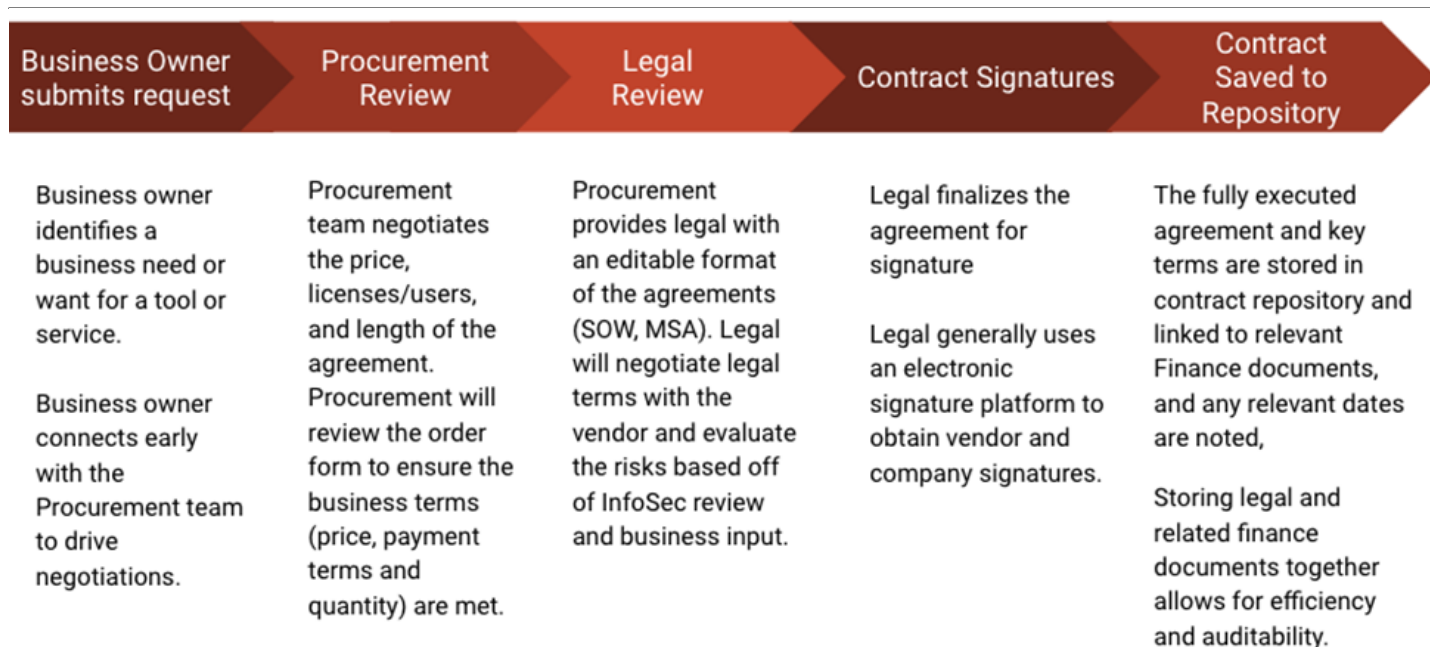 Business Owner
submits request
Procurement
Review
Legal
Review
Contract Signatures
Contract
Saved to
Repository
Business owner
identifies a
business need or
want for a tool or
service.
Business owner
connects early
with the
Procurement team
to drive
negotiations.
Procurement
team negotiates
the price,
licenses/users,
and length of the
agreement.
Procurement will
review the order
form to ensure the
business terms
(price, payment
terms and
quantity) are met.
Procurement
provides legal with
an editable format
of the agreements
(SOW, MSA). Legal
will negotiate legal
terms with the
vendor and evaluate
the risks based off
of InfoSec review
and business input.
Legal finalizes the
agreement for
signature
Legal generally uses
an electronic
signature platform to
obtain vendor and
company signatures.
The fully executed
agreement and key
terms are stored in
contract repository and
linked to relevant
Finance documents,
and any relevant dates
are noted,
Storing legal and
related finance
documents together
allows for efficiency
and auditability.